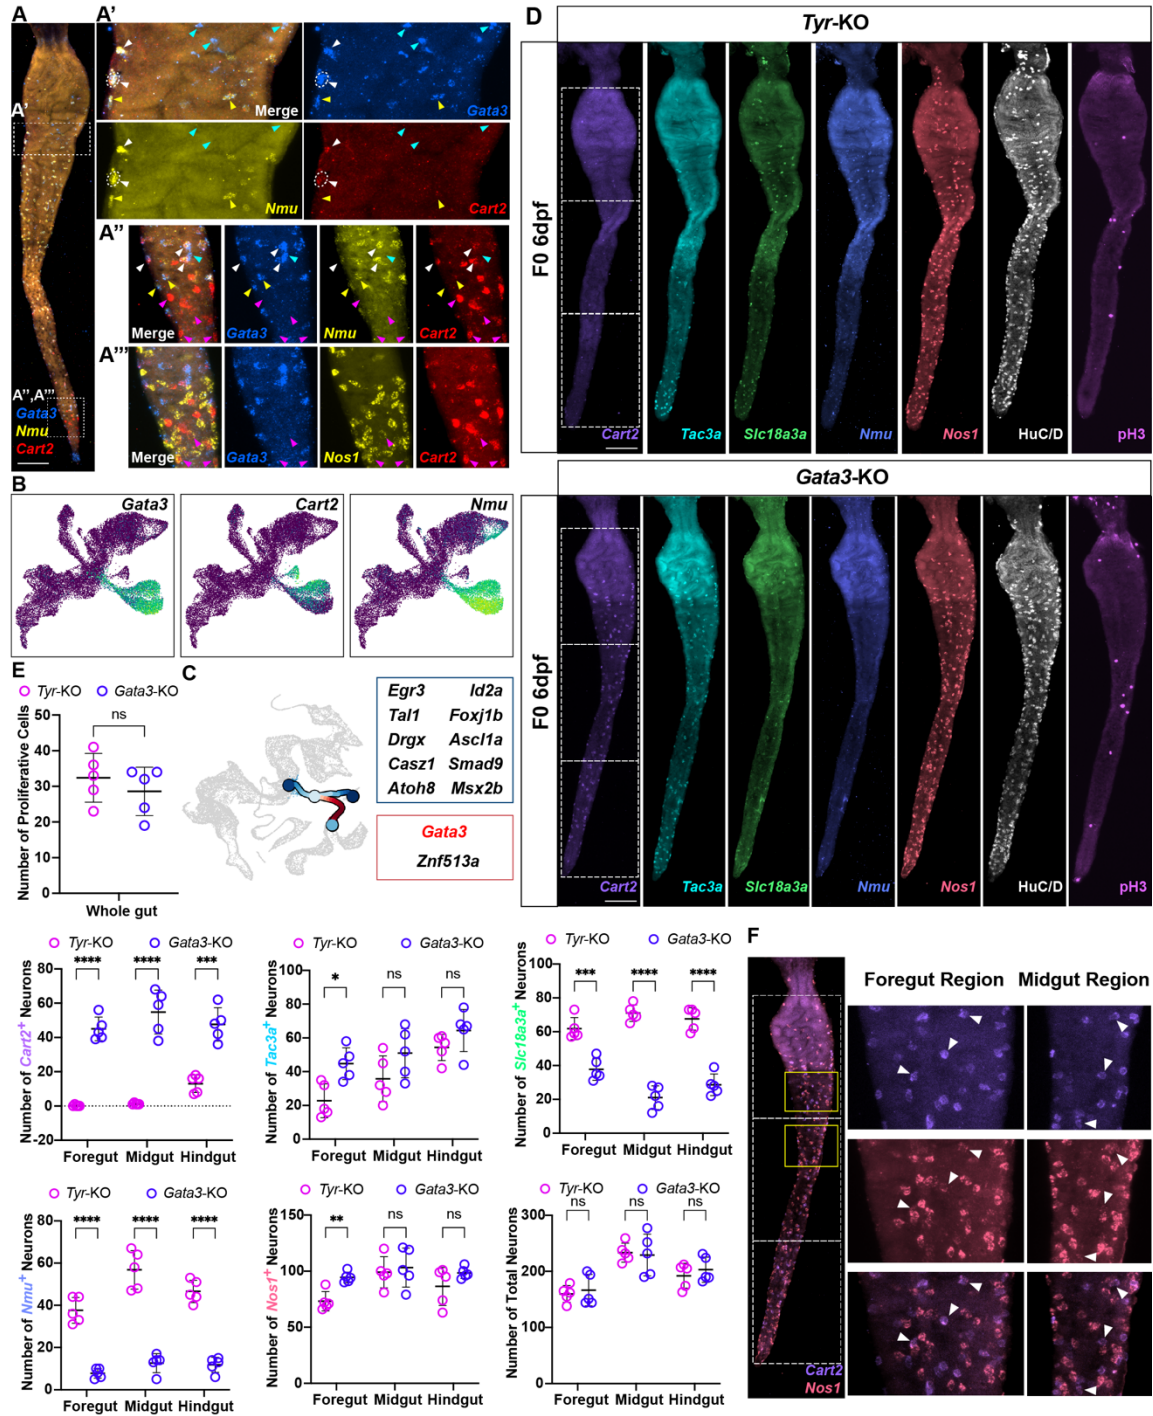 A
A'
A'
A'',A'''
Gata3
Nmu
Cart2
Merge
Gata3
Nmu
Cart2
A''
Merge
Gata3
Nmu
Cart2
A'''
Merge
Gata3
Nos1
Cart2
B
Gata3
Cart2
Nmu
C
Egr3 Id2a
Tal1 Foxj1b
Drgx Ascl1a
Casz1 Smad9
Atoh8 Msx2b
Gata3
Znf513a
D
Tyr-KO
F0 6dpf
Cart2
Tac3a
Slc18a3a
Nmu
Nos1
HuC/D
pH3
Gata3-KO
F0 6dpf
Cart2
Tac3a
Slc18a3a
Nmu
Nos1
HuC/D
pH3
E
Tyr-KO Gata3-KO
Number of Proliferative Cells
50
40
30
20
10
0
ns
Whole gut
Tyr-KO Gata3-KO
Number of Cart2+ Neurons
80
60
40
20
0
-20
**** **** ***
Foregut Midgut Hindgut
Tyr-KO Gata3-KO
Number of Tac3a+ Neurons
100
80
60
40
20
0
* ns ns
Foregut Midgut Hindgut
Tyr-KO Gata3-KO
Number of Slc18a3a+ Neurons
100
80
60
40
20
0
*** **** ****
Foregut Midgut Hindgut
Tyr-KO Gata3-KO
Number of Nmu+ Neurons
80
60
40
20
0
**** **** ****
Foregut Midgut Hindgut
Tyr-KO Gata3-KO
Number of Nos1+ Neurons
150
100
50
0
** ns ns
Foregut Midgut Hindgut
Tyr-KO Gata3-KO
Number of Total Neurons
300
200
100
0
ns ns ns
Foregut Midgut Hindgut
F
Foregut Region
Midgut Region
Cart2
Nos1